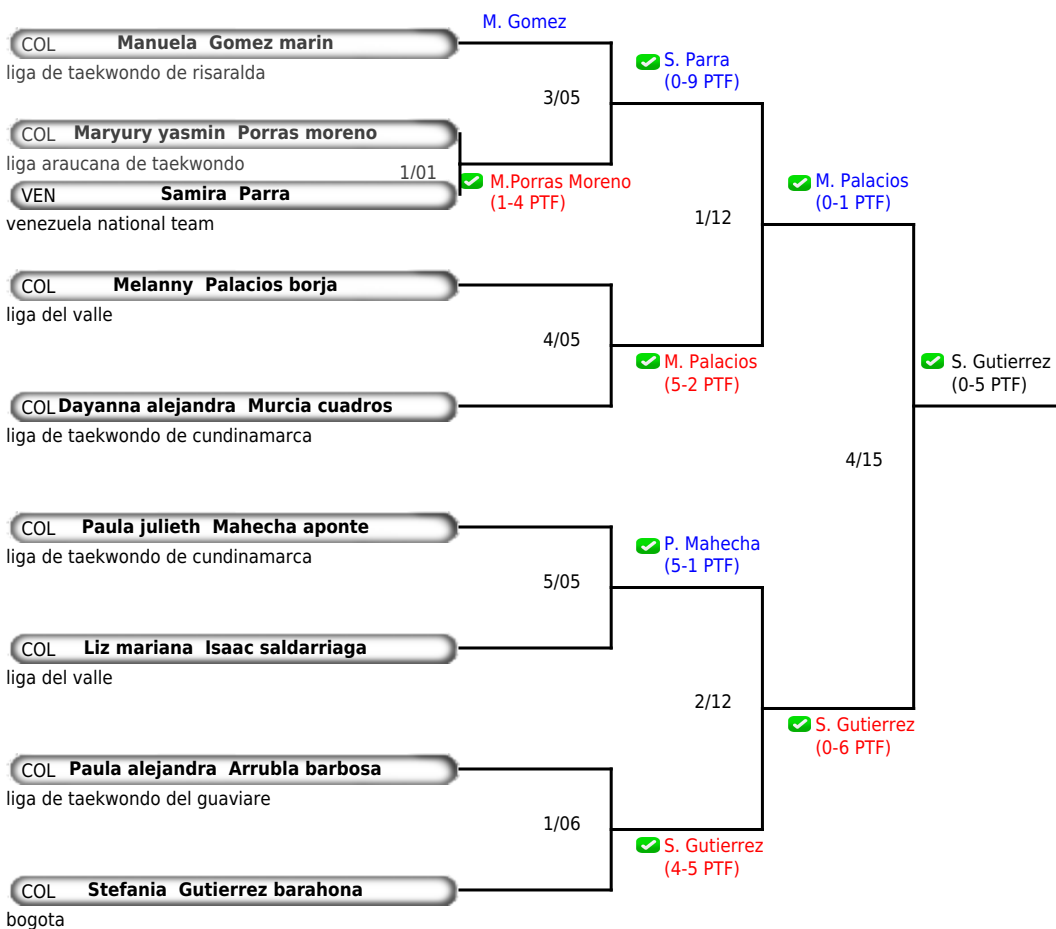 M. Gomez
COL Manuela Gomez marin
liga de taekwondo de risaralda
S. Parra
(0-9 PTF)
3/05
COL Maryury yasmin Porras moreno
liga araucana de taekwondo
1/01
M.Porras Moreno
(1-4 PTF)
VEN Samira Parra
venezuela national team
M. Palacios
(0-1 PTF)
1/12
COL Melanny Palacios borja
liga del valle
4/05
M. Palacios
(5-2 PTF)
S. Gutierrez
(0-5 PTF)
COL Dayanna alejandra Murcia cuadros
liga de taekwondo de cundinamarca
4/15
COL Paula julieth Mahecha aponte
liga de taekwondo de cundinamarca
P. Mahecha
(5-1 PTF)
5/05
COL Liz mariana Isaac saldarriaga
liga del valle
2/12
S. Gutierrez
(0-6 PTF)
COL Paula alejandra Arrubla barbosa
liga de taekwondo del guaviare
1/06
S. Gutierrez
(4-5 PTF)
COL Stefania Gutierrez barahona
bogota